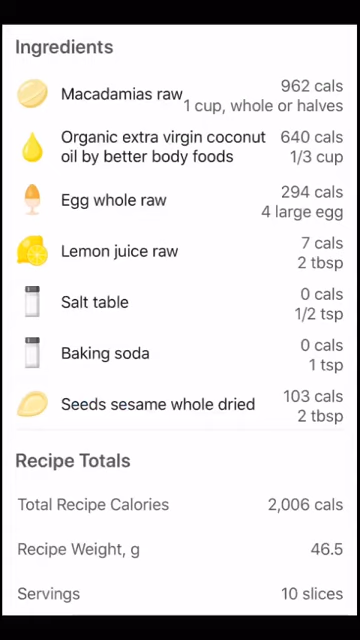 Ingredients
Macadamias raw 962 cals
1 cup, whole or halves
Organic extra virgin coconut 640 cals
oil by better body foods 1/3 cup
Egg whole raw 294 cals
4 large egg
Lemon juice raw 7 cals
2 tbsp
Salt table 0 cals
1/2 tsp
Baking soda 0 cals
1 tsp
Seeds sesame whole dried 103 cals
2 tbsp
Recipe Totals
Total Recipe Calories 2,006 cals
Recipe Weight, g 46.5
Servings 10 slices